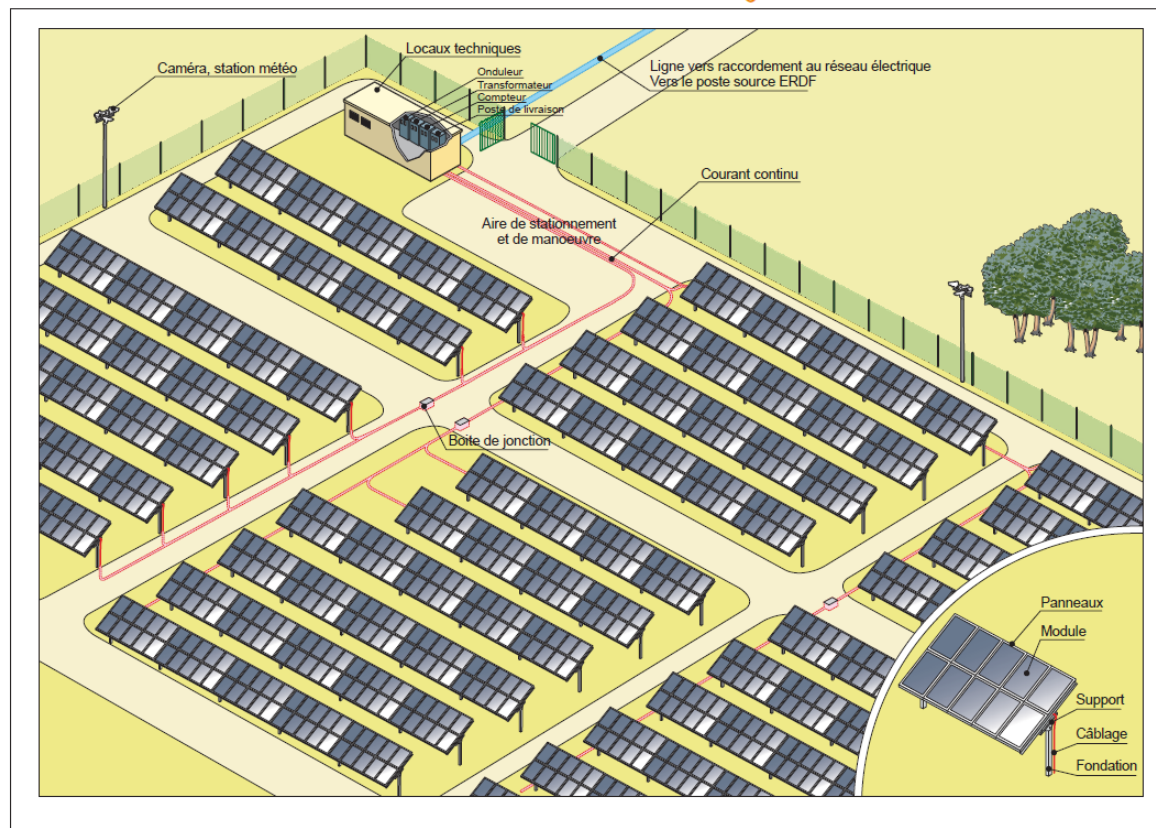 Caméra, station météo
Locaux techniques
Onduleur
Transformateur
Compteur
Poste de livraison
Ligne vers raccordement au réseau électrique
Vers le poste source ERDF
Courant continu
Aire de stationnement
et de manoeuvre
Boite de jonction
Panneaux
Module
Support
Câblage
Fondation